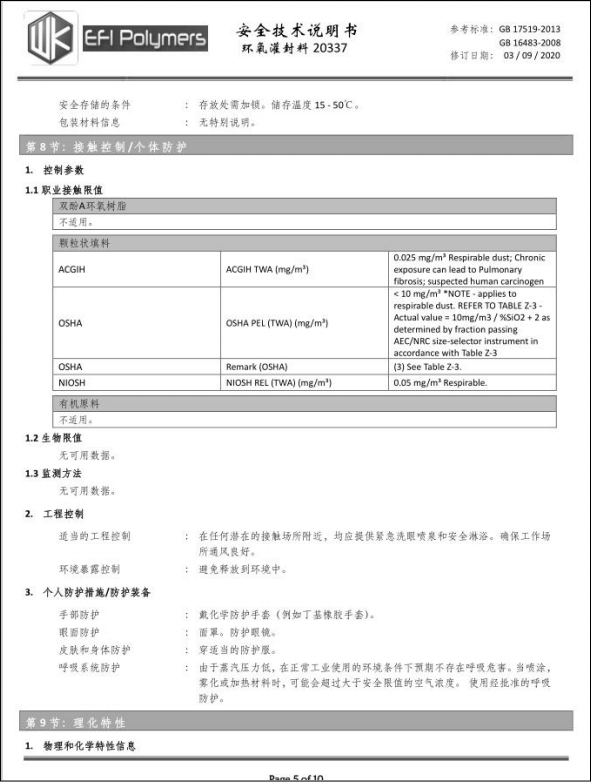 EFI Polymers
安全技术说明书
环氧灌封料 20337
参考标准： GB 17519-2013
GB 16483-2008
修订日期： 03 / 09 / 2020
安全存储的条件 ： 存放处需加锁。储存温度 15 - 50℃。
包装材料信息 ： 无特别说明。
第 8 节：接触控制/个体防护
1. 控制参数
1.1 职业接触限值
双酚A环氧树脂
不适用。
颗粒状填料
ACGIH ACGIH TWA (mg/m³) 0.025 mg/m³ Respirable dust; Chronic
exposure can lead to Pulmonary
fibrosis; suspected human carcinogen
OSHA OSHA PEL (TWA) (mg/m³) < 10 mg/m³ *NOTE - applies to
respirable dust. REFER TO TABLE Z-3 -
Actual value = 10mg/m3 / %SiO2 + 2 as
determined by fraction passing
AEC/NRC size-selector instrument in
accordance with Table Z-3
OSHA Remark (OSHA) (3) See Table Z-3.
NIOSH NIOSH REL (TWA) (mg/m³) 0.05 mg/m³ Respirable.
有机原料
不适用。
1.2 生物限值
无可用数据。
1.3 监测方法
无可用数据。
2. 工程控制
适当的工程控制 ： 在任何潜在的接触场所附近，均应提供紧急洗眼喷泉和安全淋浴。确保工作场
所通风良好。
环境暴露控制 ： 避免释放到环境中。
3. 个人防护措施/防护装备
手部防护 ： 戴化学防护手套（例如丁基橡胶手套）。
眼面防护 ： 面罩。防护眼镜。
皮肤和身体防护 ： 穿适当的防护服。
呼吸系统防护 ： 由于蒸汽压力低，在正常工业使用的环境条件下预期不存在呼吸危害。当喷涂，
雾化或加热材料时，可能会超过大于安全限值的空气浓度。 使用经批准的呼吸
防护。
第 9 节：理化特性
1. 物理和化学特性信息
Page 5 of 10